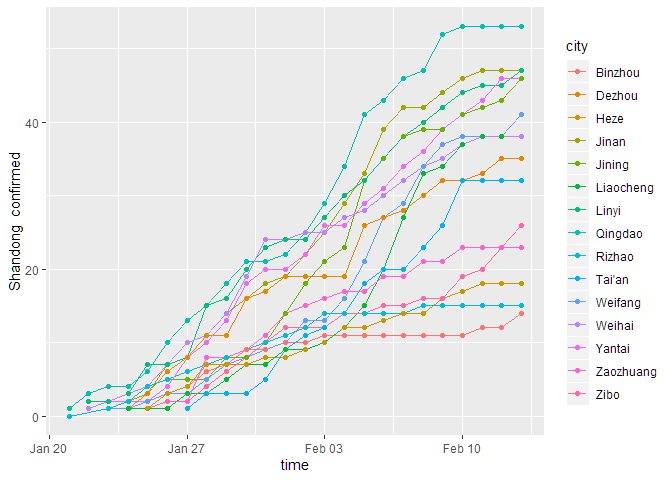 Shandong confirmed
40
20
0
Jan 20
Jan 27
Feb 03
Feb 10
time
city
Binzhou
Dezhou
Heze
Jinan
Jining
Liaocheng
Linyi
Qingdao
Rizhao
Tai'an
Weifang
Weihai
Yantai
Zaozhuang
Zibo